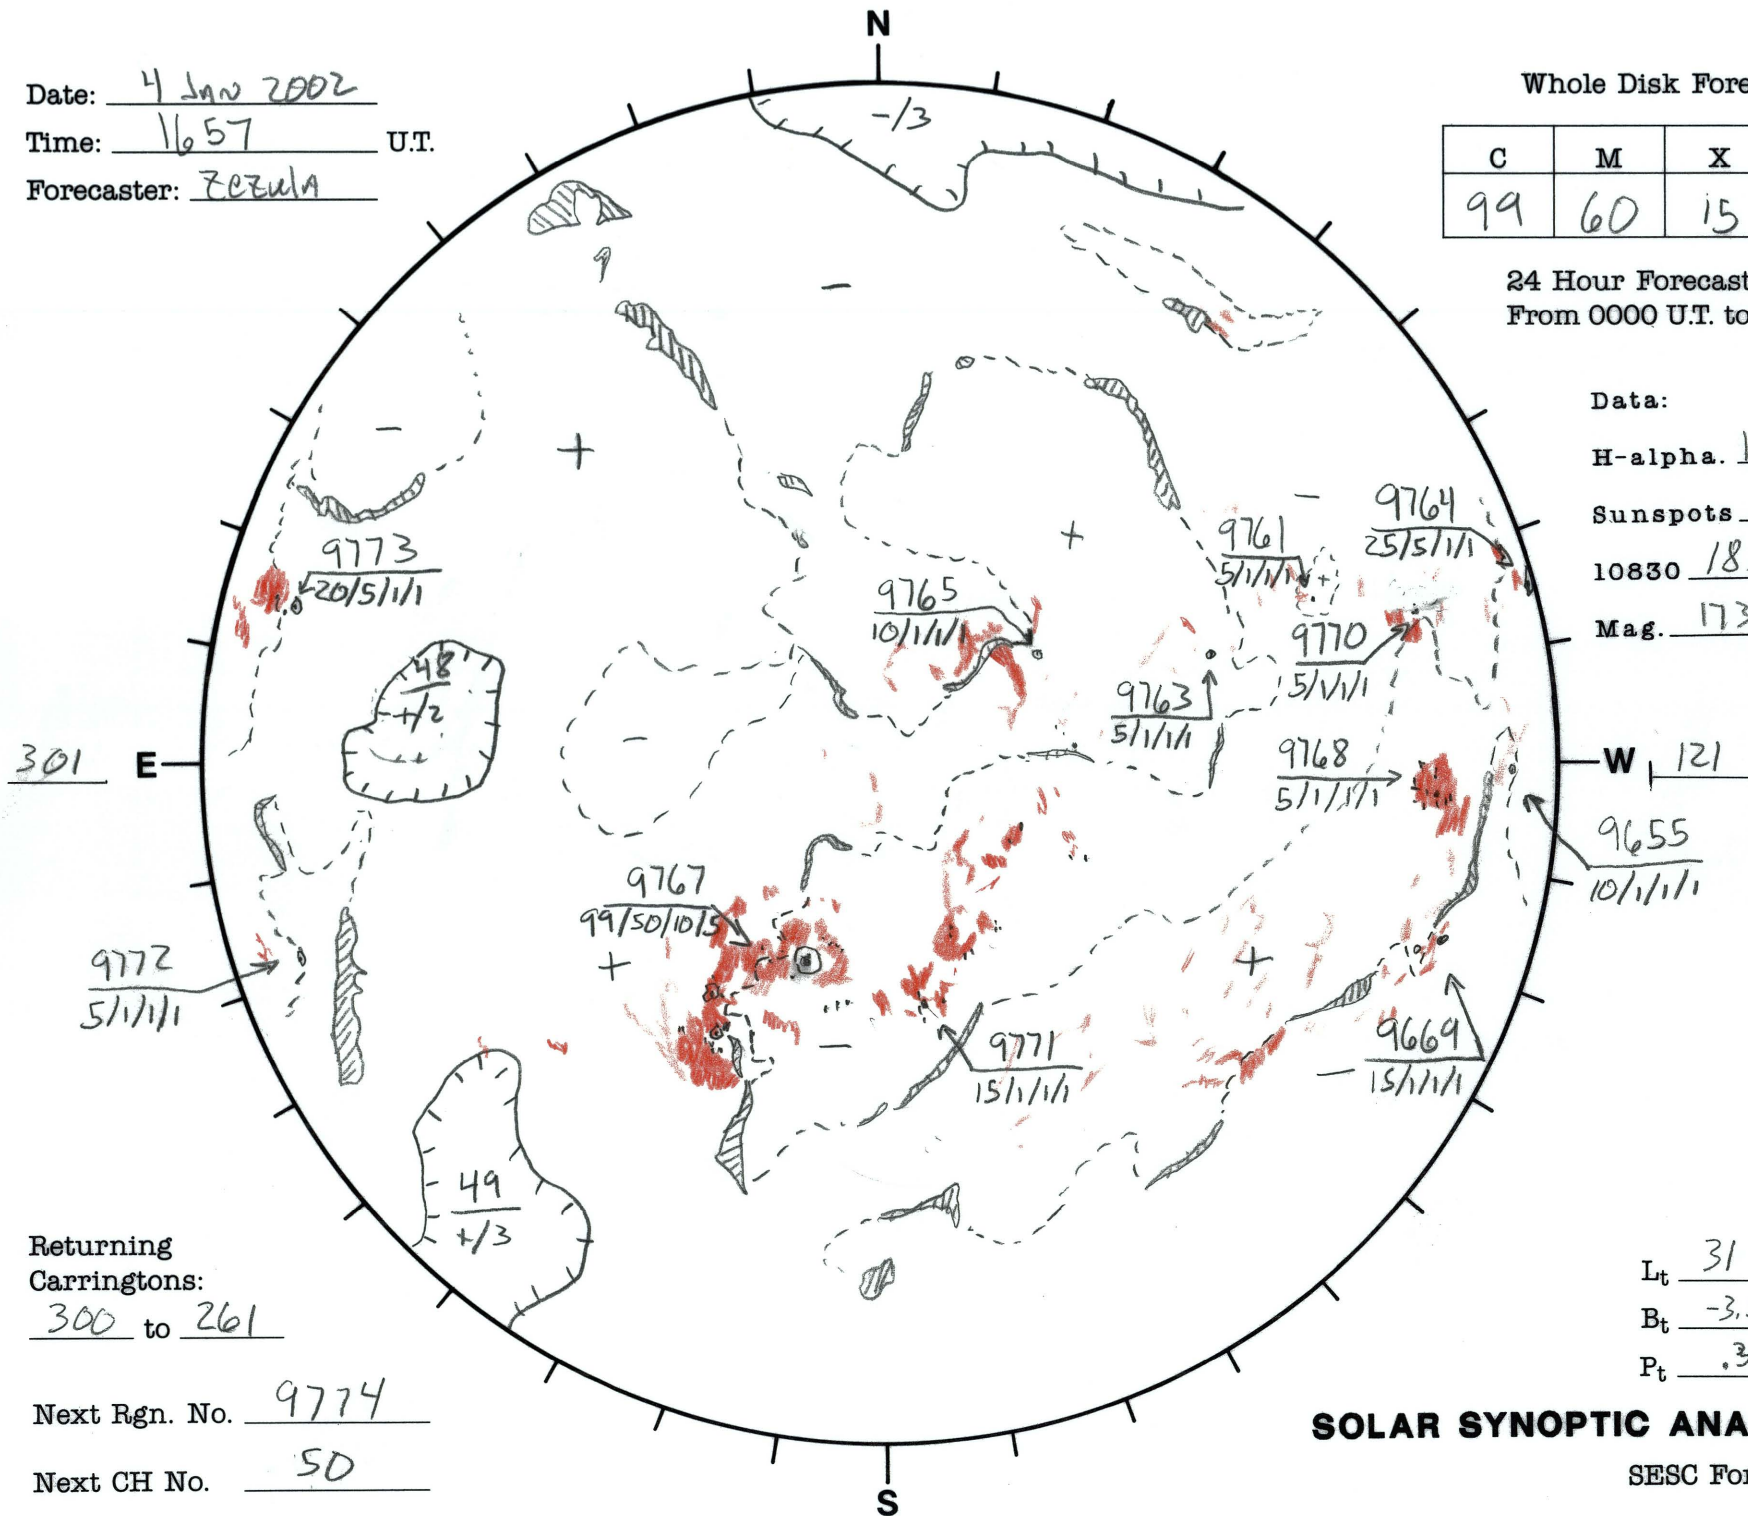 N
Date: 4 JAN 2002
Time: 1657 U.T.
Forecaster: Zezula
Whole Disk Fore
C M X
99 60 15
24 Hour Forecast
From 0000 U.T. to
Data:
H-alpha.
Sunspots
10830 18
Mag. 173
-/3
−
−
+
+
−
9773
20/5/1/1
9761
5/1/1/1
9764
25/5/1/1
+
9765
10/1/1/1
9770
5/1/1/1
48
+/2
9763
5/1/1/1
−
9768
5/1/1/1
301 E
W 121
9655
10/1/1/1
9767
99/50/10/5
+
+
9772
5/1/1/1
−
9771
15/1/1/1
−
9669
15/1/1/1
49
+/3
Returning
Carringtons:
300 to 261
Next Rgn. No. 9774
Next CH No. 50
Lt 31
Bt -3.
Pt .3
SOLAR SYNOPTIC ANA
SESC For
S